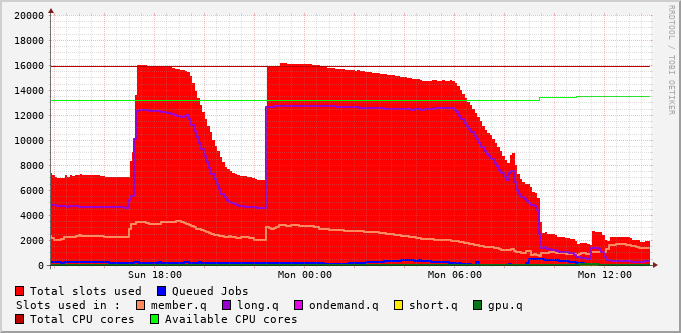 20000
18000
16000
14000
12000
10000
8000
6000
4000
2000
0
Sun 18:00 Mon 00:00 Mon 06:00 Mon 12:00
RRDTOOL / TOBI OETIKER
Total slots used Queued Jobs
Slots used in : member.q long.q ondemand.q short.q gpu.q
Total CPU cores Available CPU cores